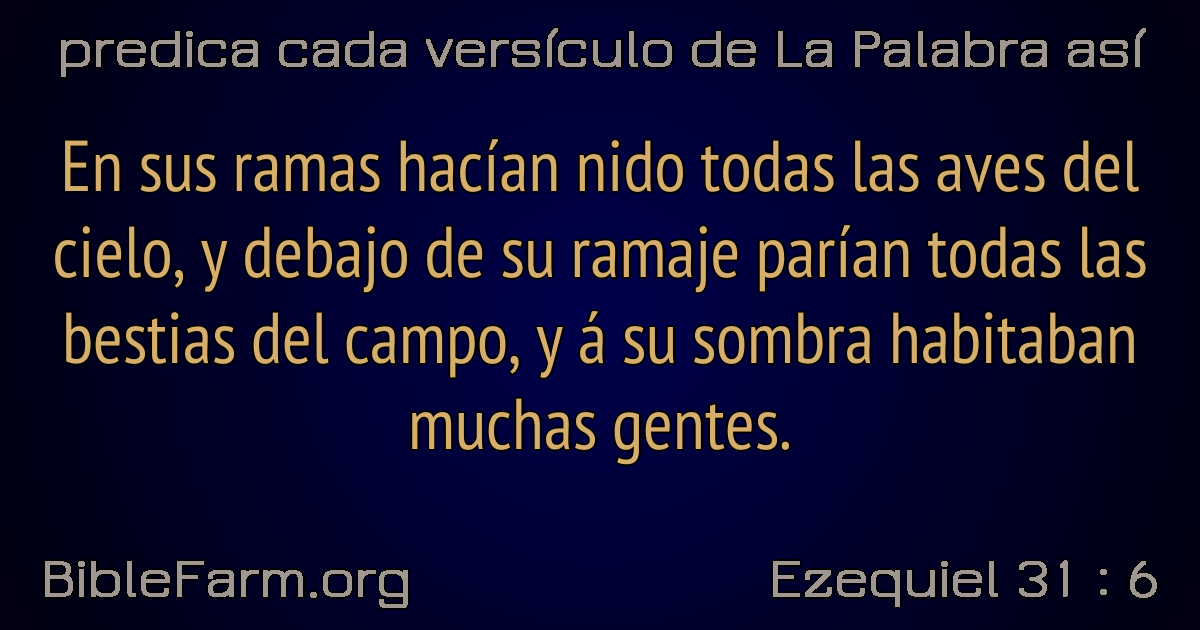 predica cada versículo de La Palabra así
En sus ramas hacían nido todas las aves del
cielo, y debajo de su ramaje parían todas las
bestias del campo, y á su sombra habitaban
muchas gentes.
BibleFarm.org
Ezequiel 31 : 6